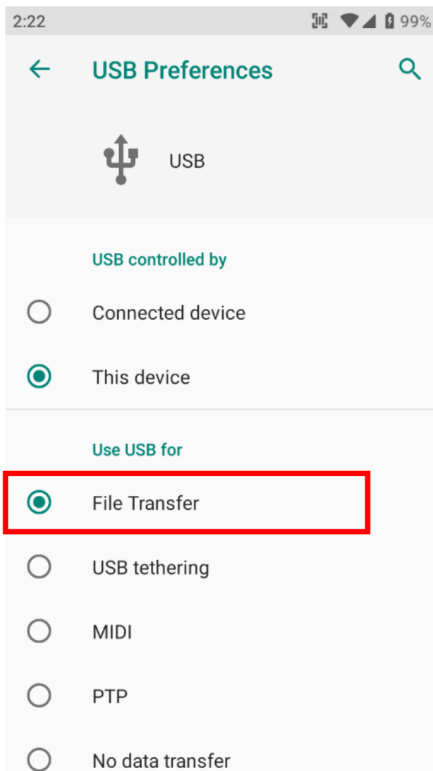 2:22 99%
USB Preferences
USB
USB controlled by
Connected device
This device
Use USB for
File Transfer
USB tethering
MIDI
PTP
No data transfer